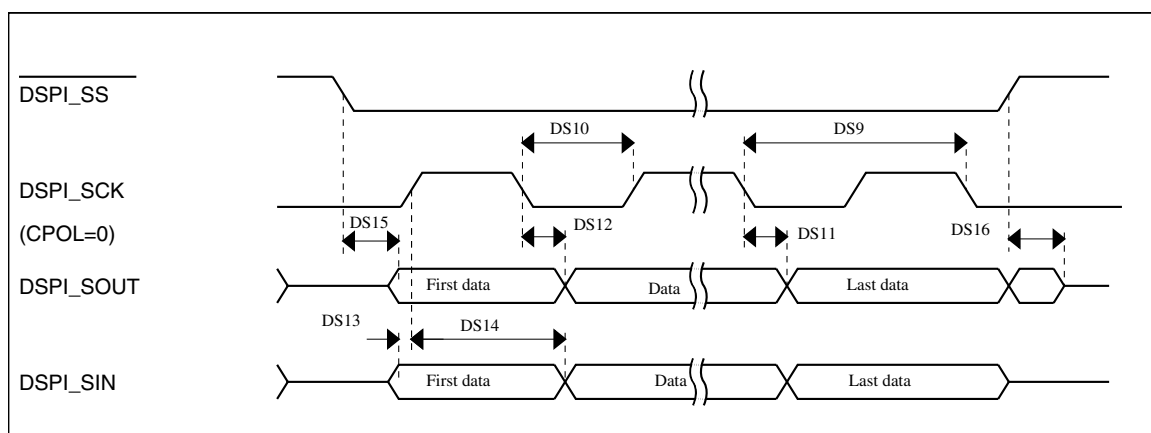 DSPI_SS
DS10
DS9
DSPI_SCK
(CPOL=0)
DS15
DS12
DS11
DS16
DSPI_SOUT
First data
Data
Last data
DS13
DS14
DSPI_SIN
First data
Data
Last data